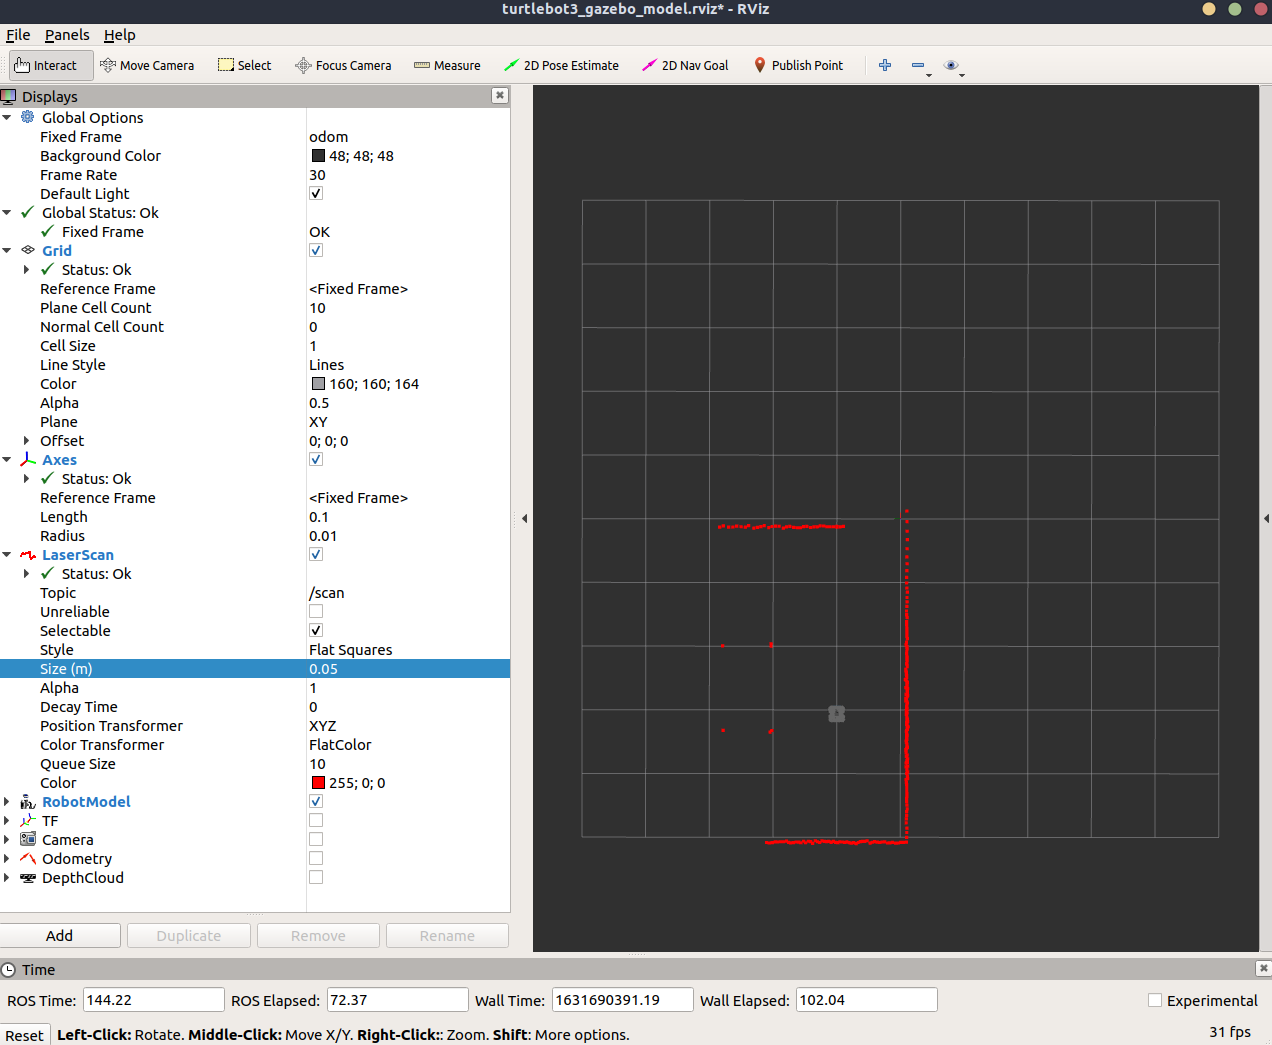 turtlebot3_gazebo_model.rviz* - RViz
File Panels Help
Interact Move Camera Select Focus Camera Measure 2D Pose Estimate 2D Nav Goal Publish Point
Displays
Global Options
Fixed Frame odom
Background Color 48; 48; 48
Frame Rate 30
Default Light
Global Status: Ok
Fixed Frame OK
Grid
Status: Ok
Reference Frame <Fixed Frame>
Plane Cell Count 10
Normal Cell Count 0
Cell Size 1
Line Style Lines
Color 160; 160; 164
Alpha 0.5
Plane XY
Offset 0; 0; 0
Axes
Status: Ok
Reference Frame <Fixed Frame>
Length 0.1
Radius 0.01
LaserScan
Status: Ok
Topic /scan
Unreliable
Selectable
Style Flat Squares
Size (m) 0.05
Alpha 1
Decay Time 0
Position Transformer XYZ
Color Transformer FlatColor
Queue Size 10
Color 255; 0; 0
RobotModel
TF
Camera
Odometry
DepthCloud
Add Duplicate Remove Rename
Time
ROS Time: 144.22 ROS Elapsed: 72.37 Wall Time: 1631690391.19 Wall Elapsed: 102.04 Experimental
Reset Left-Click: Rotate. Middle-Click: Move X/Y. Right-Click:: Zoom. Shift: More options. 31 fps